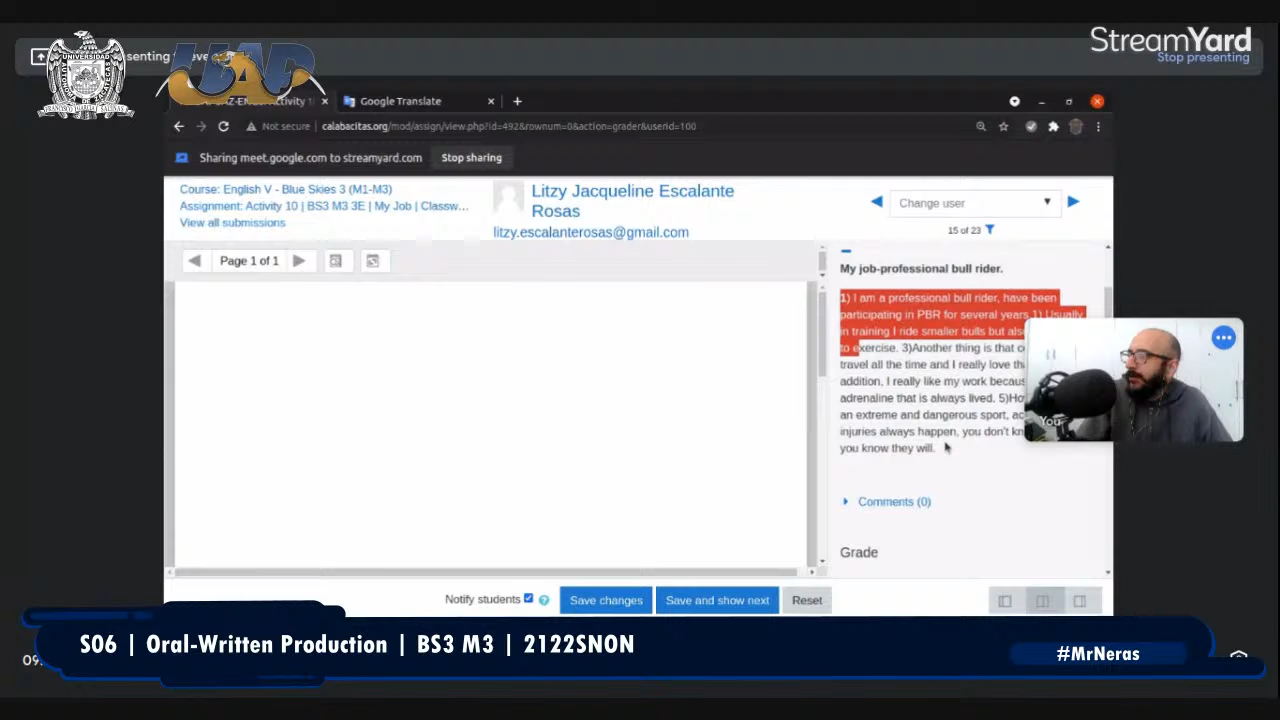 StreamYard
Stop presenting
UNIVERSIDAD
Activity
Google Translate
Not secure | calabacitas.org/mod/assign/view.php?id=492&rownum=0&action=grader&userid=100
Sharing meet.google.com to streamyard.com Stop sharing
Course: English V - Blue Skies 3 (M1-M3)
Assignment: Activity 10 | BS3 M3 3E | My Job | Classw...
View all submissions
Litzy Jacqueline Escalante
Rosas
litzy.escalanterosas@gmail.com
Change user
15 of 23
Page 1 of 1
My job-professional bull rider.
1) I am a professional bull rider, have been
participating in PBR for several years.1) Usually
in training I ride smaller bulls but
to exercise. 3)Another thing is that
travel all the time and I really love
addition, I really like my work
adrenaline that is always lived.
an extreme and dangerous sport,
injuries always happen, you don't
you know they will.
You
Comments (0)
Grade
Notify students
Save changes
Save and show next
Reset
S06 | Oral-Written Production | BS3 M3 | 2122SNON
#MrNeras